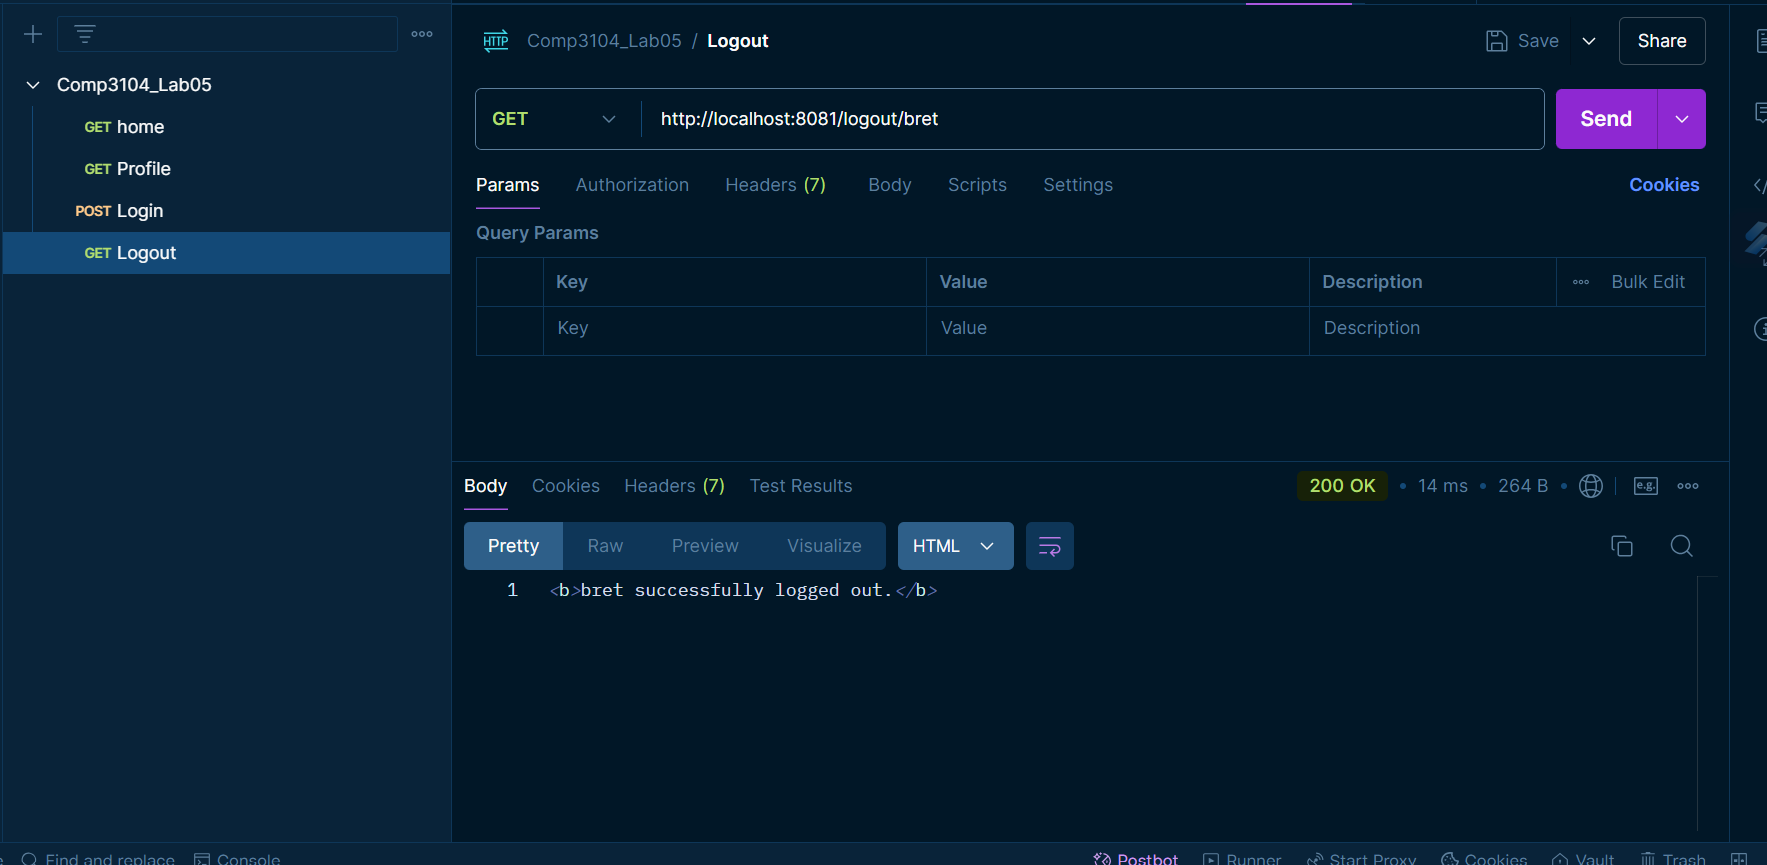 Comp3104_Lab05
GET home
GET Profile
POST Login
GET Logout
HTTP Comp3104_Lab05 / Logout
Save
Share
GET http://localhost:8081/logout/bret
Send
Params Authorization Headers (7) Body Scripts Settings
Cookies
Query Params
Key Value Description Bulk Edit
Key Value Description
Body Cookies Headers (7) Test Results
200 OK • 14 ms • 264 B • e.g.
Pretty Raw Preview Visualize HTML
1 <b>bret successfully logged out.</b>
Find and replace Console Postbot Runner Start Proxy Cookies Vault Trash